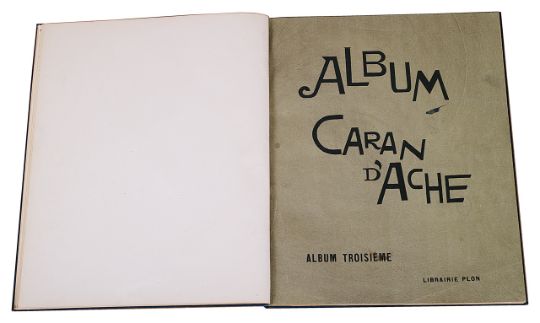 ALBUM
CARAN
D'ACHE
ALBUM TROISIÈME
LIBRAIRIE PLON